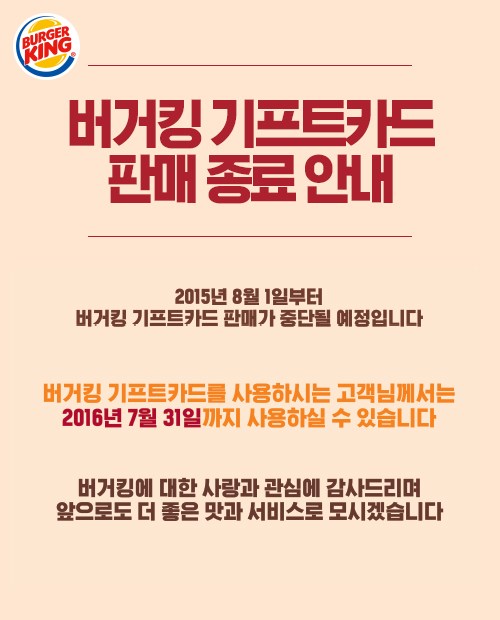 BURGER
KING®
버거킹 기프트카드
판매 종료 안내
2015년 8월 1일부터
버거킹 기프트카드 판매가 중단될 예정입니다
버거킹 기프트카드를 사용하시는 고객님께서는
2016년 7월 31일까지 사용하실 수 있습니다
버거킹에 대한 사랑과 관심에 감사드리며
앞으로도 더 좋은 맛과 서비스로 모시겠습니다